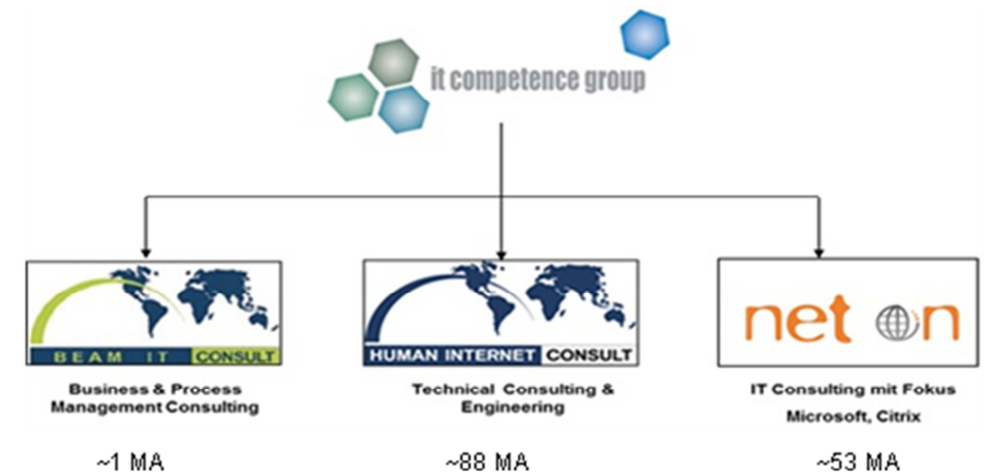 it competence group
BEAM IT CONSULT
HUMAN INTERNET CONSULT
net on
Business & Process
Management Consulting
Technical Consulting &
Engineering
IT Consulting mit Fokus
Microsoft, Citrix
~1 MA
~88 MA
~53 MA